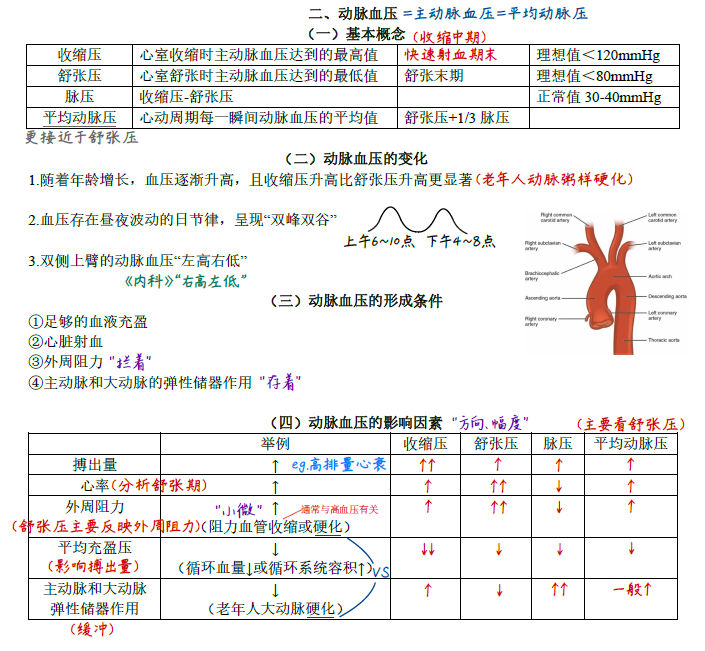 二、动脉血压 =主动脉血压=平均动脉压
(一) 基本概念 (收缩中期)
收缩压 心室收缩时主动脉血压达到的最高值 快速射血期末 理想值＜120mmHg
舒张压 心室舒张时主动脉血压达到的最低值 舒张末期 理想值＜80mmHg
脉压 收缩压-舒张压 正常值 30-40mmHg
平均动脉压 心动周期每一瞬间动脉血压的平均值 舒张压+1/3 脉压
更接近于舒张压
(二) 动脉血压的变化
1.随着年龄增长，血压逐渐升高，且收缩压升高比舒张压升高更显著(老年人动脉粥样硬化)
2.血压存在昼夜波动的日节律，呈现“双峰双谷”
上午6~10点 下午4~8点
3.双侧上臂的动脉血压“左高右低”
《内科》“右高左低”
Right common carotid artery
Left common carotid artery
Right subclavian artery
Left subclavian artery
Brachiocephalic artery
Aortic arch
Ascending aorta
Descending aorta
Right coronary artery
Left coronary artery
Thoracic aorta
(三) 动脉血压的形成条件
①足够的血液充盈
②心脏射血
③外周阻力 "拦着"
④主动脉和大动脉的弹性储器作用 "存着"
(四) 动脉血压的影响因素 "方向、幅度" (主要看舒张压)
举例 收缩压 舒张压 脉压 平均动脉压
搏出量 ↑ eg.高排量心衰 ↑↑ ↑ ↑ ↑
心率(分析舒张期) ↑ ↑ ↑↑ ↓ ↑
外周阻力 "小微" ↑ 通常与高血压有关 ↑ ↑↑ ↓ ↑
(舒张压主要反映外周阻力) (阻力血管收缩或硬化)
平均充盈压 ↓ ↓↓ ↓ ↓ ↓
(影响搏出量) (循环血量↓或循环系统容积↑) VS
主动脉和大动脉 ↓ ↑ ↓ ↑↑ 一般↑
弹性储器作用 (老年人大动脉硬化)
(缓冲)